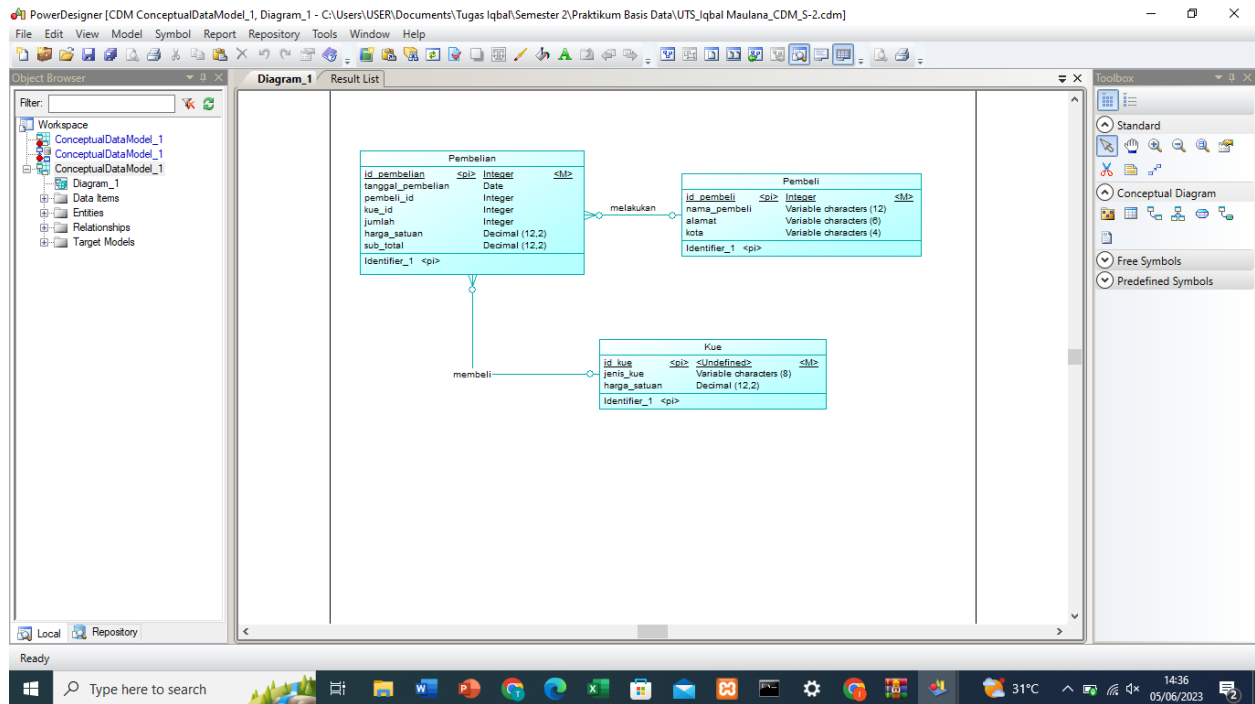 PowerDesigner [CDM ConceptualDataModel_1, Diagram_1 - C:\Users\USER\Documents\Tugas Iqbal\Semester 2\Praktikum Basis Data\UTS_Iqbal Maulana_CDM_S-2.cdm]
File Edit View Model Symbol Report Repository Tools Window Help
Object Browser
Filter:
Workspace
ConceptualDataModel_1
ConceptualDataModel_1
ConceptualDataModel_1
Diagram_1
Data Items
Entities
Relationships
Target Models
Local Repository
Diagram_1 Result List
Pembelian
id_pembelian <pi> Integer <M>
tanggal_pembelian Date
pembeli_id Integer
kue_id Integer
jumlah Integer
harga_satuan Decimal (12,2)
sub_total Decimal (12,2)
Identifier_1 <pi>
melakukan
Pembeli
id_pembeli <pi> Integer <M>
nama_pembeli Variable characters (12)
alamat Variable characters (6)
kota Variable characters (4)
Identifier_1 <pi>
membeli
Kue
id_kue <pi> <Undefined> <M>
jenis_kue Variable characters (8)
harga_satuan Decimal (12,2)
Identifier_1 <pi>
Toolbox
Standard
Conceptual Diagram
Free Symbols
Predefined Symbols
Ready
Type here to search
31°C
14:36
05/06/2023
2